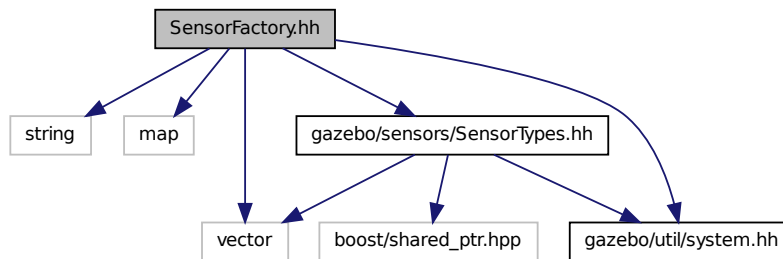 SensorFactory.hh
string
map
gazebo/sensors/SensorTypes.hh
vector
boost/shared_ptr.hpp
gazebo/util/system.hh